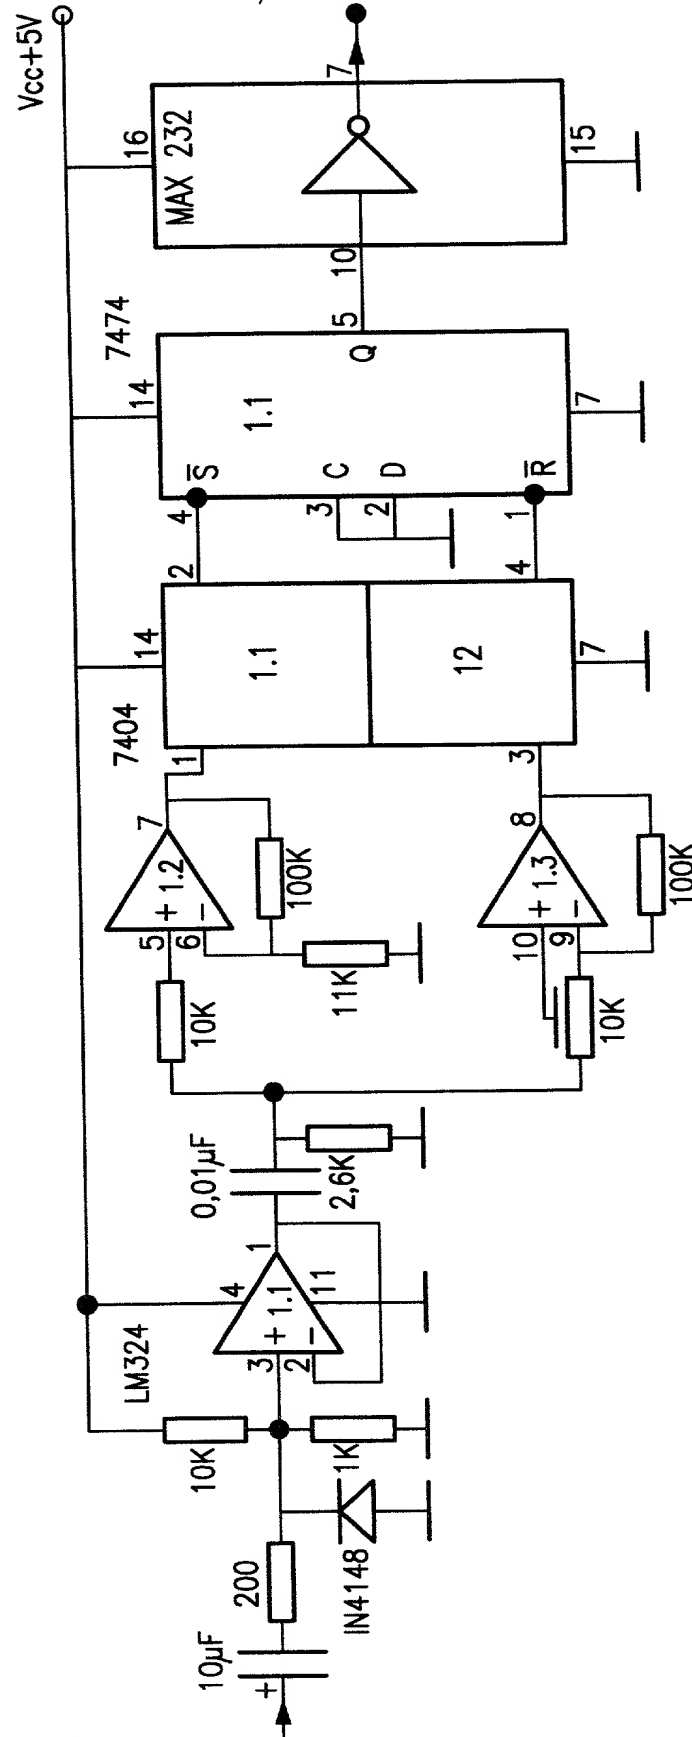 Vcc+5V
7
16
MAX 232
15
10
7474
5
14
Q
1.1
7
S
C
D
R
4
3
2
1
2
4
14
1.1
12
7
7404
1
3
7
8
+ 1.2
−
100K
+ 1.3
−
100K
5
6
10
9
10K
11K
10K
0,01µF
2,6K
1
4
11
+ 1.1
−
LM324
3
2
10K
1K
200
IN4148
10µF
+